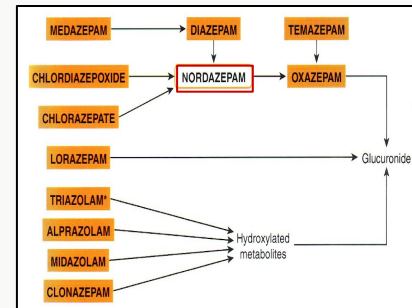 MEDAZEPAM DIAZEPAM TEMAZEPAM
CHLORDIAZEPOXIDE NORDAZEPAM OXAZEPAM
CHLORAZEPATE
LORAZEPAM Glucuronide
TRIAZOLAM*
ALPRAZOLAM
Hydroxylated
metabolites
MIDAZOLAM
CLONAZEPAM